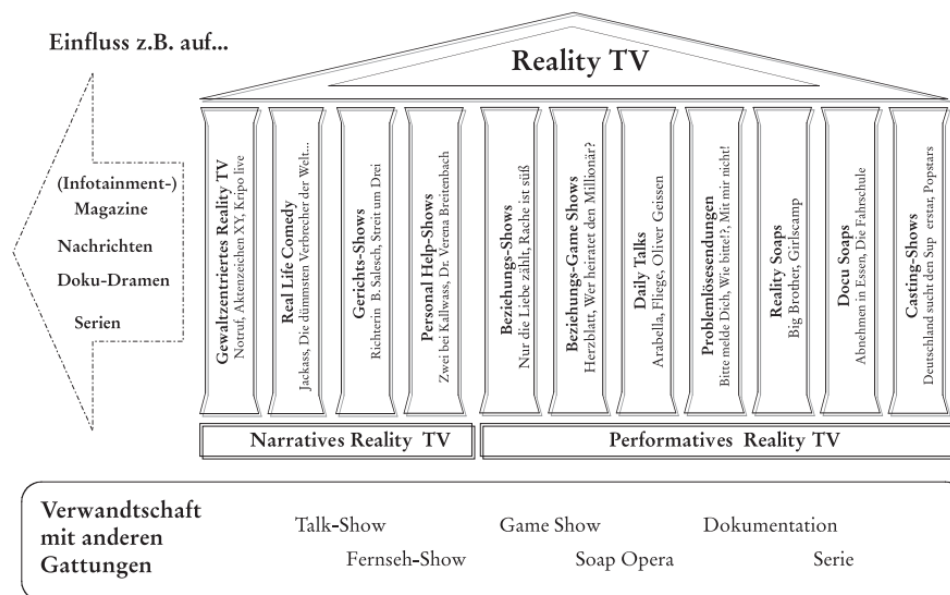 Einfluss z.B. auf...
Reality TV
(Infotainment-)
Magazine
Nachrichten
Doku-Dramen
Serien
Gewaltzentriertes Reality TV
Notruf, Aktenzeichen XY, Kripo live
Real Life Comedy
Jackass, Die dümmsten Verbrecher der Welt...
Gerichts-Shows
Richterin B. Salesch, Streit um Drei
Personal Help-Shows
Zwei bei Kallwass, Dr. Verena Breitenbach
Beziehungs-Shows
Nur die Liebe zählt, Rache ist süß
Beziehungs-Game Shows
Herzblatt, Wer heiratet den Millionär?
Daily Talks
Arabella, Fliege, Oliver Geissen
Problemlösesendungen
Bitte melde Dich, Wie bitte!?, Mit mir nicht!
Reality Soaps
Big Brother, Girlscamp
Docu Soaps
Abnehmen in Essen, Die Fahrschule
Casting-Shows
Deutschland sucht den Sup erstar, Popstars
Narratives Reality TV
Performatives Reality TV
Verwandtschaft
mit anderen
Gattungen
Talk-Show
Game Show
Dokumentation
Fernseh-Show
Soap Opera
Serie